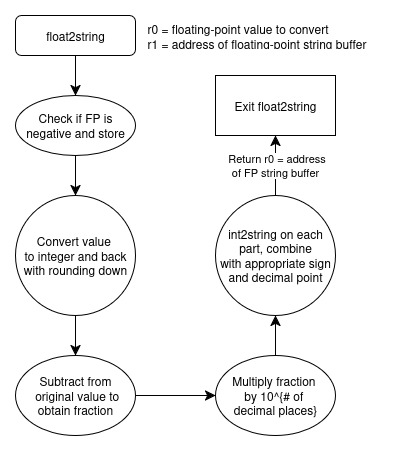 float2string
r0 = floating-point value to convert
r1 = address of floating-point string buffer
Check if FP is
negative and store
Convert value
to integer and back
with rounding down
Subtract from
original value to
obtain fraction
Multiply fraction
by 10^{# of
decimal places}
int2string on each
part, combine
with appropriate sign
and decimal point
Return r0 = address
of FP string buffer
Exit float2string